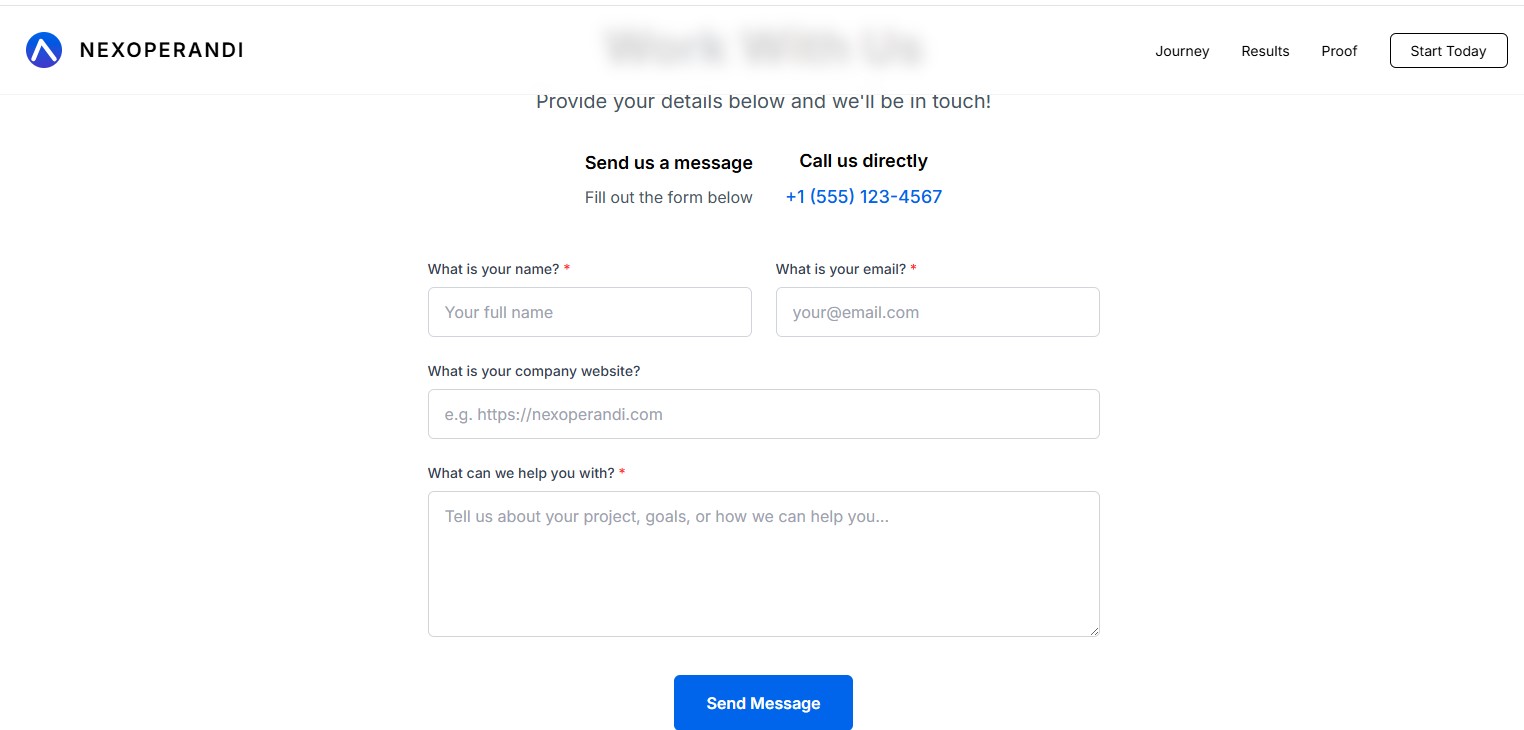 NEXOPERANDI
Journey Results Proof Start Today
Work With Us
Provide your details below and we'll be in touch!
Send us a message
Fill out the form below
Call us directly
+1 (555) 123-4567
What is your name? *
Your full name
What is your email? *
your@email.com
What is your company website?
e.g. https://nexoperandi.com
What can we help you with? *
Tell us about your project, goals, or how we can help you...
Send Message